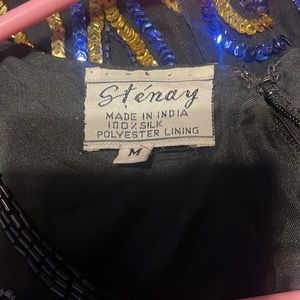 Sténay
MADE IN INDIA
100% SILK
POLYESTER LINING
M